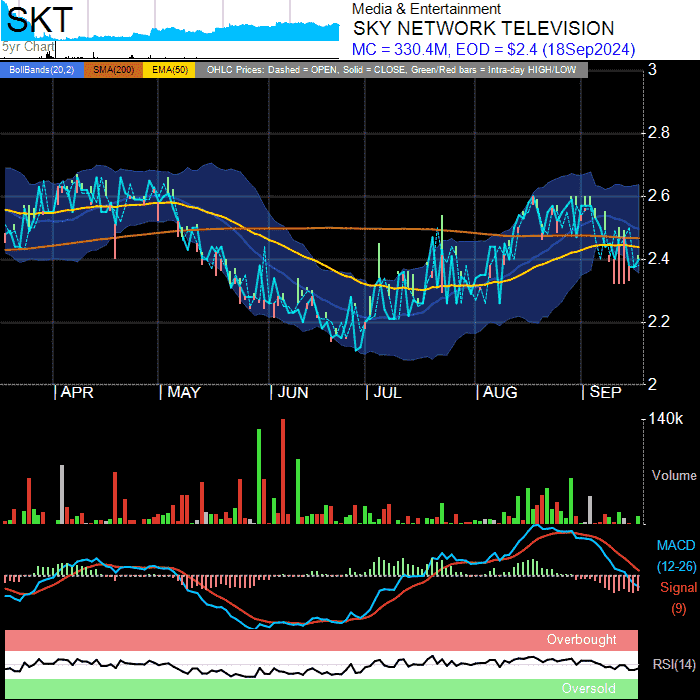 SKT
5yr Chart
Media & Entertainment
SKY NETWORK TELEVISION
MC = 330.4M, EOD = $2.4 (18Sep2024)
BollBands(20,2) SMA(200) EMA(50) OHLC Prices: Dashed = OPEN, Solid = CLOSE, Green/Red bars = Intra-day HIGH/LOW
3
2.8
2.6
2.4
2.2
2
APR MAY JUN JUL AUG SEP
140k
Volume
MACD
(12-26)
Signal
(9)
Overbought
RSI(14)
Oversold